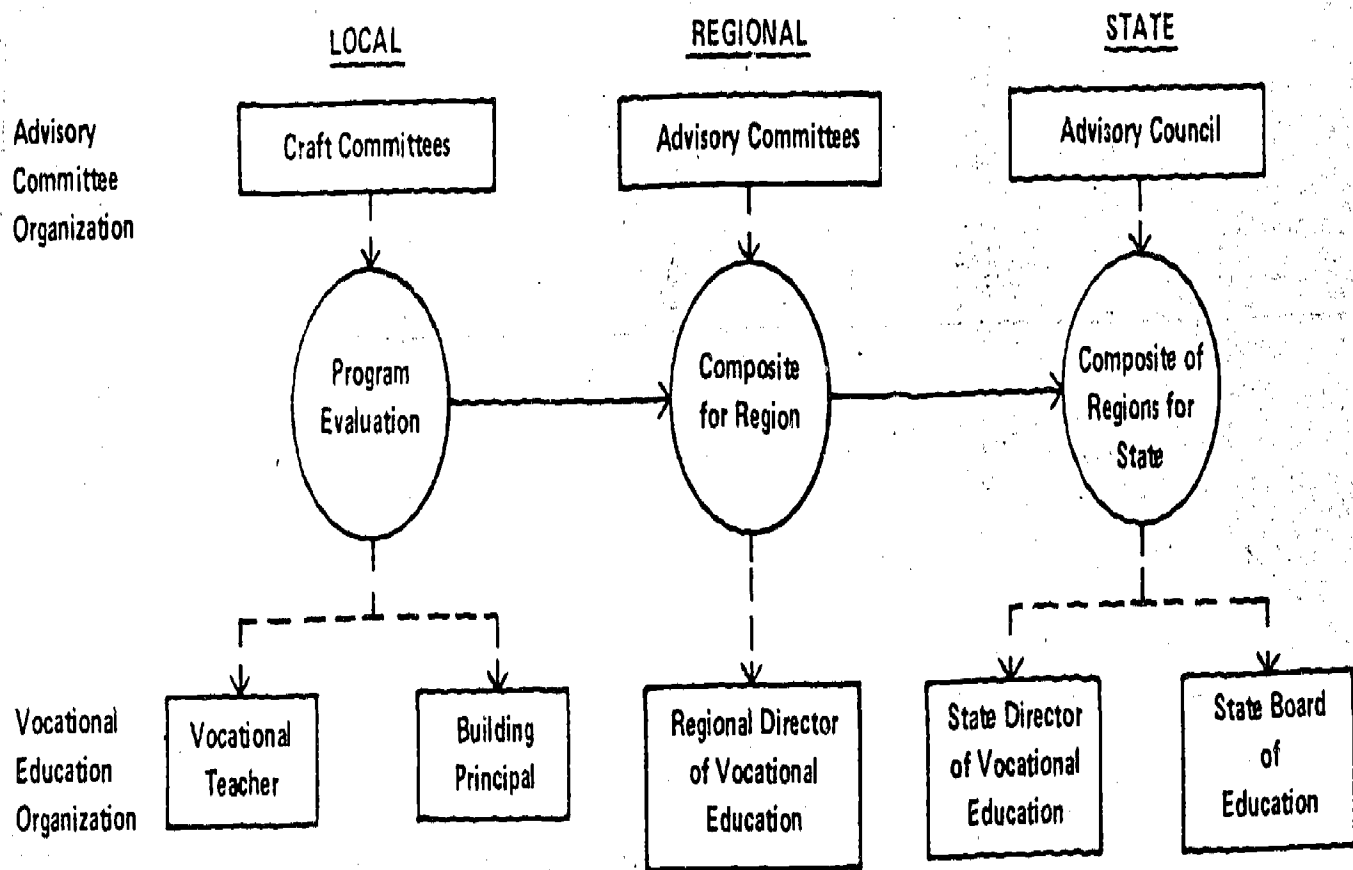 LOCAL
REGIONAL
STATE
Advisory
Committee
Organization
Craft Committees
Advisory Committees
Advisory Council
Program
Evaluation
Composite
for Region
Composite of
Regions for
State
Vocational
Education
Organization
Vocational
Teacher
Building
Principal
Regional Director
of Vocational
Education
State Director
of Vocational
Education
State Board
of
Education